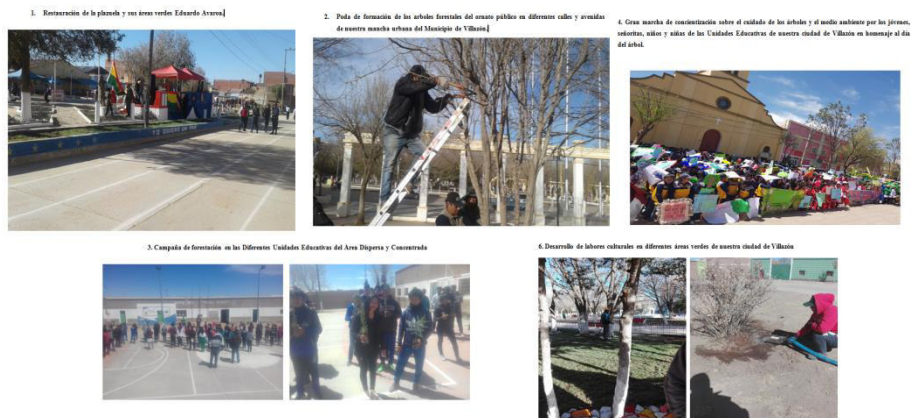 1. Restauración de la plazuela y sus áreas verdes Eduardo Avaroa.
2. Poda de formación de los arboles forestales del ornato público en diferentes calles y avenidas
de nuestra mancha urbana del Municipio de Villazón.
4. Gran marcha de concientización sobre el cuidado de los árboles y el medio ambiente por los jóvenes,
señoritas, niños y niñas de las Unidades Educativas de nuestra ciudad de Villazón en homenaje al día
del árbol.
3. Campaña de forestación en las Diferentes Unidades Educativas del Area Dispersa y Concentrada
6. Desarrollo de labores culturales en diferentes áreas verdes de nuestra ciudad de Villazón